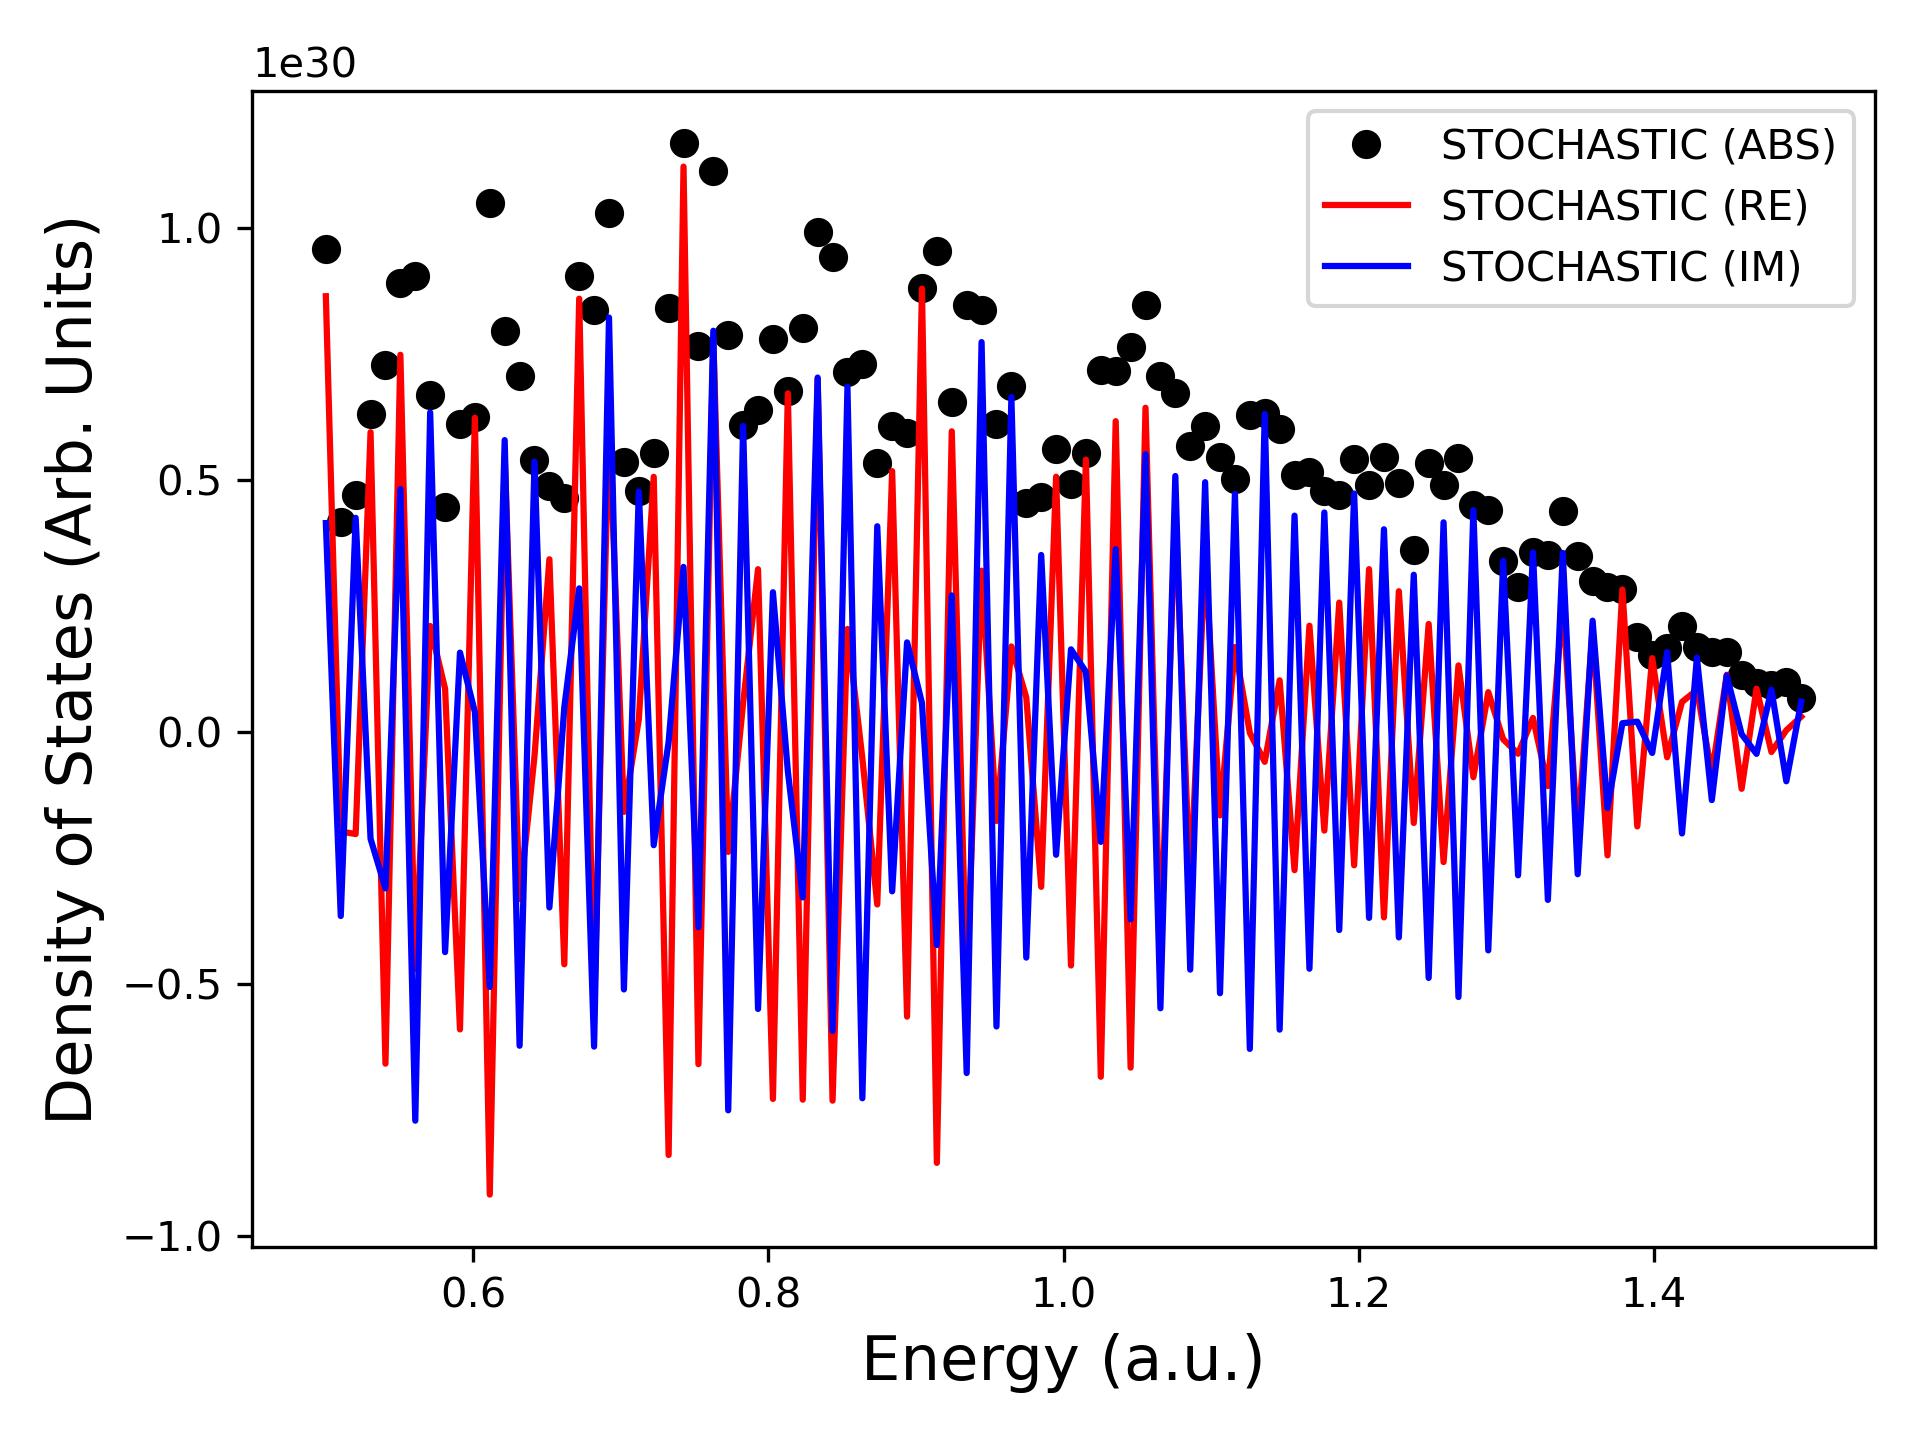 1e30
Density of States (Arb. Units)
1.0
0.5
0.0
−0.5
−1.0
STOCHASTIC (ABS)
STOCHASTIC (RE)
STOCHASTIC (IM)
0.6 0.8 1.0 1.2 1.4
Energy (a.u.)